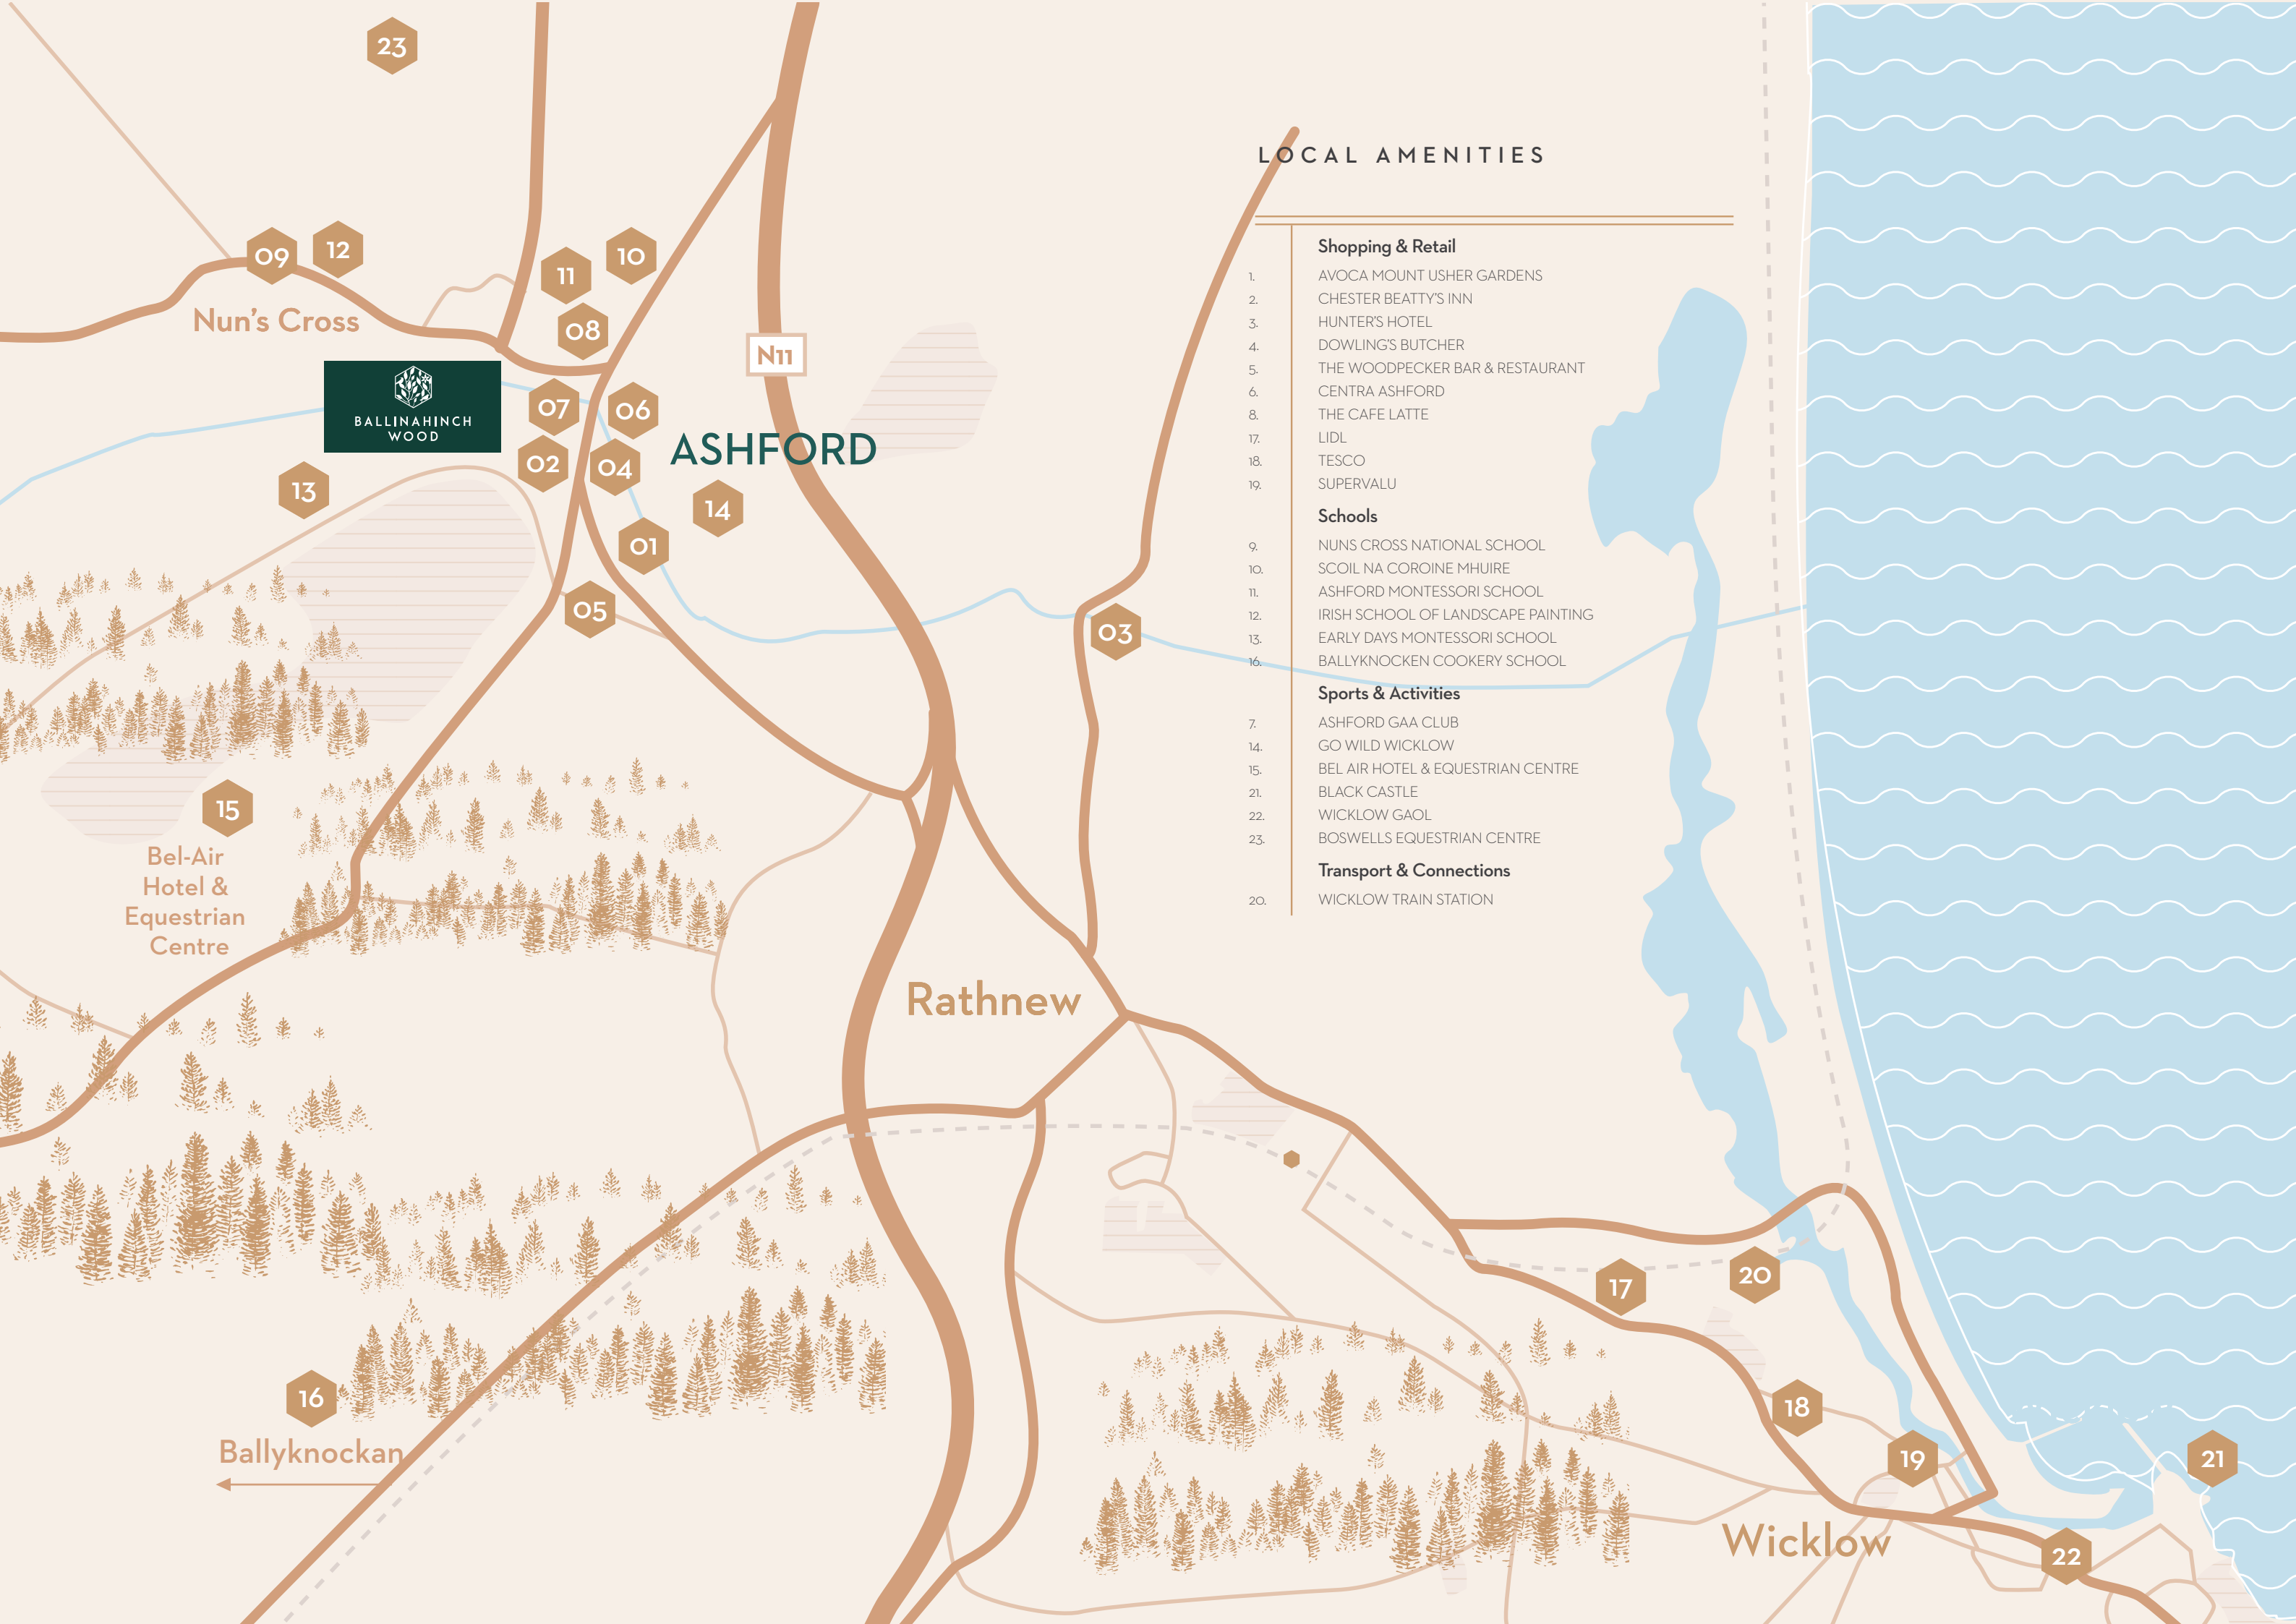 23
09
12
11
10
08
Nun's Cross
N11
BALLINAHINCH
WOOD
07
06
02
04
ASHFORD
13
14
01
05
03
15
Bel-Air
Hotel &
Equestrian
Centre
Rathnew
16
Ballyknockan
17
20
18
19
21
22
Wicklow
LOCAL AMENITIES
Shopping & Retail
1. AVOCA MOUNT USHER GARDENS
2. CHESTER BEATTY'S INN
3. HUNTER'S HOTEL
4. DOWLING'S BUTCHER
5. THE WOODPECKER BAR & RESTAURANT
6. CENTRA ASHFORD
8. THE CAFE LATTE
17. LIDL
18. TESCO
19. SUPERVALU
Schools
9. NUNS CROSS NATIONAL SCHOOL
10. SCOIL NA COROINE MHUIRE
11. ASHFORD MONTESSORI SCHOOL
12. IRISH SCHOOL OF LANDSCAPE PAINTING
13. EARLY DAYS MONTESSORI SCHOOL
16. BALLYKNOCKEN COOKERY SCHOOL
Sports & Activities
7. ASHFORD GAA CLUB
14. GO WILD WICKLOW
15. BEL AIR HOTEL & EQUESTRIAN CENTRE
21. BLACK CASTLE
22. WICKLOW GAOL
23. BOSWELLS EQUESTRIAN CENTRE
Transport & Connections
20. WICKLOW TRAIN STATION